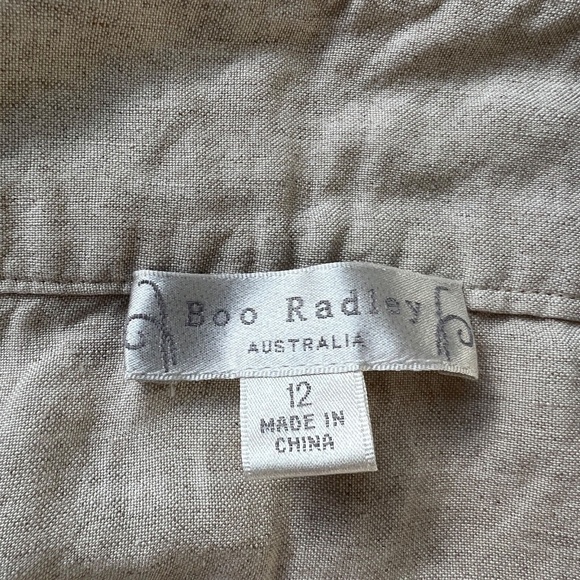 Boo Radley
AUSTRALIA
12
MADE IN
CHINA